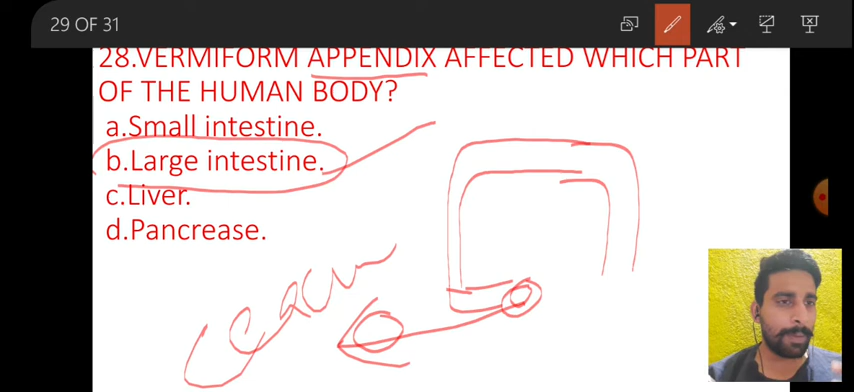 29 OF 31
28.VERMIFORM APPENDIX AFFECTED WHICH PART
OF THE HUMAN BODY?
a.Small intestine.
b.Large intestine.
c.Liver.
d.Pancrease.